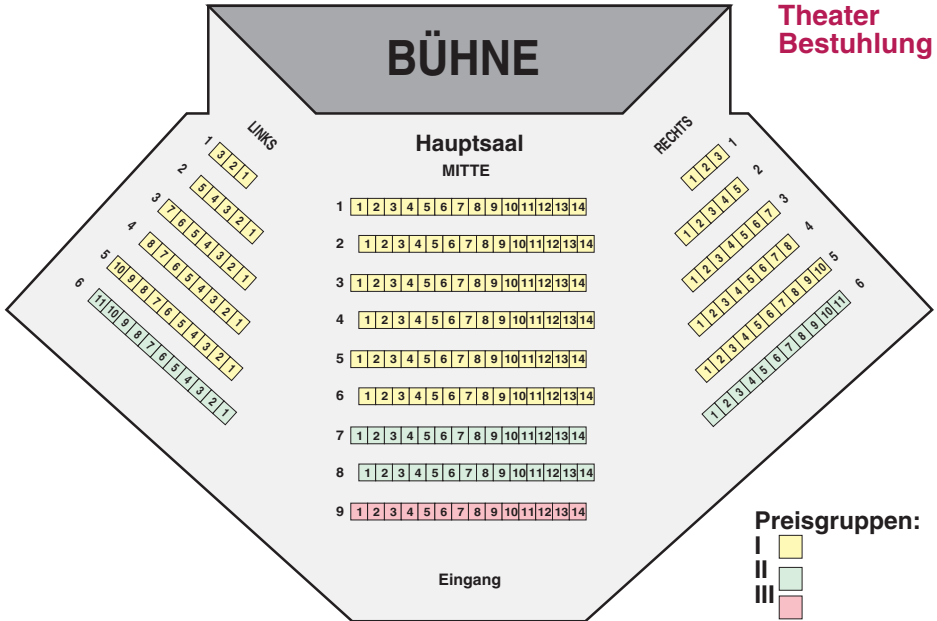 Theater
Bestuhlung
BÜHNE
Hauptsaal
MITTE
LINKS
1 3 2 1
2 5 4 3 2 1
3 7 6 5 4 3 2 1
4 8 7 6 5 4 3 2 1
5 10 9 8 7 6 5 4 3 2 1
6 11 10 9 8 7 6 5 4 3 2 1
1 1 2 3 4 5 6 7 8 9 10 11 12 13 14
2 1 2 3 4 5 6 7 8 9 10 11 12 13 14
3 1 2 3 4 5 6 7 8 9 10 11 12 13 14
4 1 2 3 4 5 6 7 8 9 10 11 12 13 14
5 1 2 3 4 5 6 7 8 9 10 11 12 13 14
6 1 2 3 4 5 6 7 8 9 10 11 12 13 14
7 1 2 3 4 5 6 7 8 9 10 11 12 13 14
8 1 2 3 4 5 6 7 8 9 10 11 12 13 14
9 1 2 3 4 5 6 7 8 9 10 11 12 13 14
RECHTS
1 2 3 1
1 2 3 4 5 2
1 2 3 4 5 6 7 3
1 2 3 4 5 6 7 8 4
1 2 3 4 5 6 7 8 9 10 5
1 2 3 4 5 6 7 8 9 10 11 6
Eingang
Preisgruppen:
I
II
III